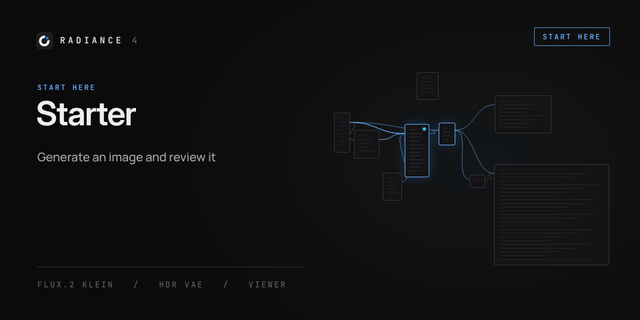 RADIANCE 4
START HERE
START HERE
Starter
Generate an image and review it
FLUX.2 KLEIN / HDR VAE / VIEWER